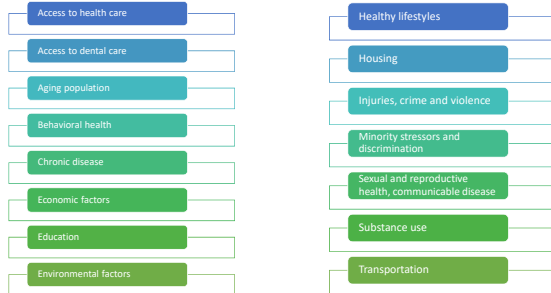 Access to health care
Access to dental care
Aging population
Behavioral health
Chronic disease
Economic factors
Education
Environmental factors
Healthy lifestyles
Housing
Injuries, crime and violence
Minority stressors and
discrimination
Sexual and reproductive
health, communicable disease
Substance use
Transportation